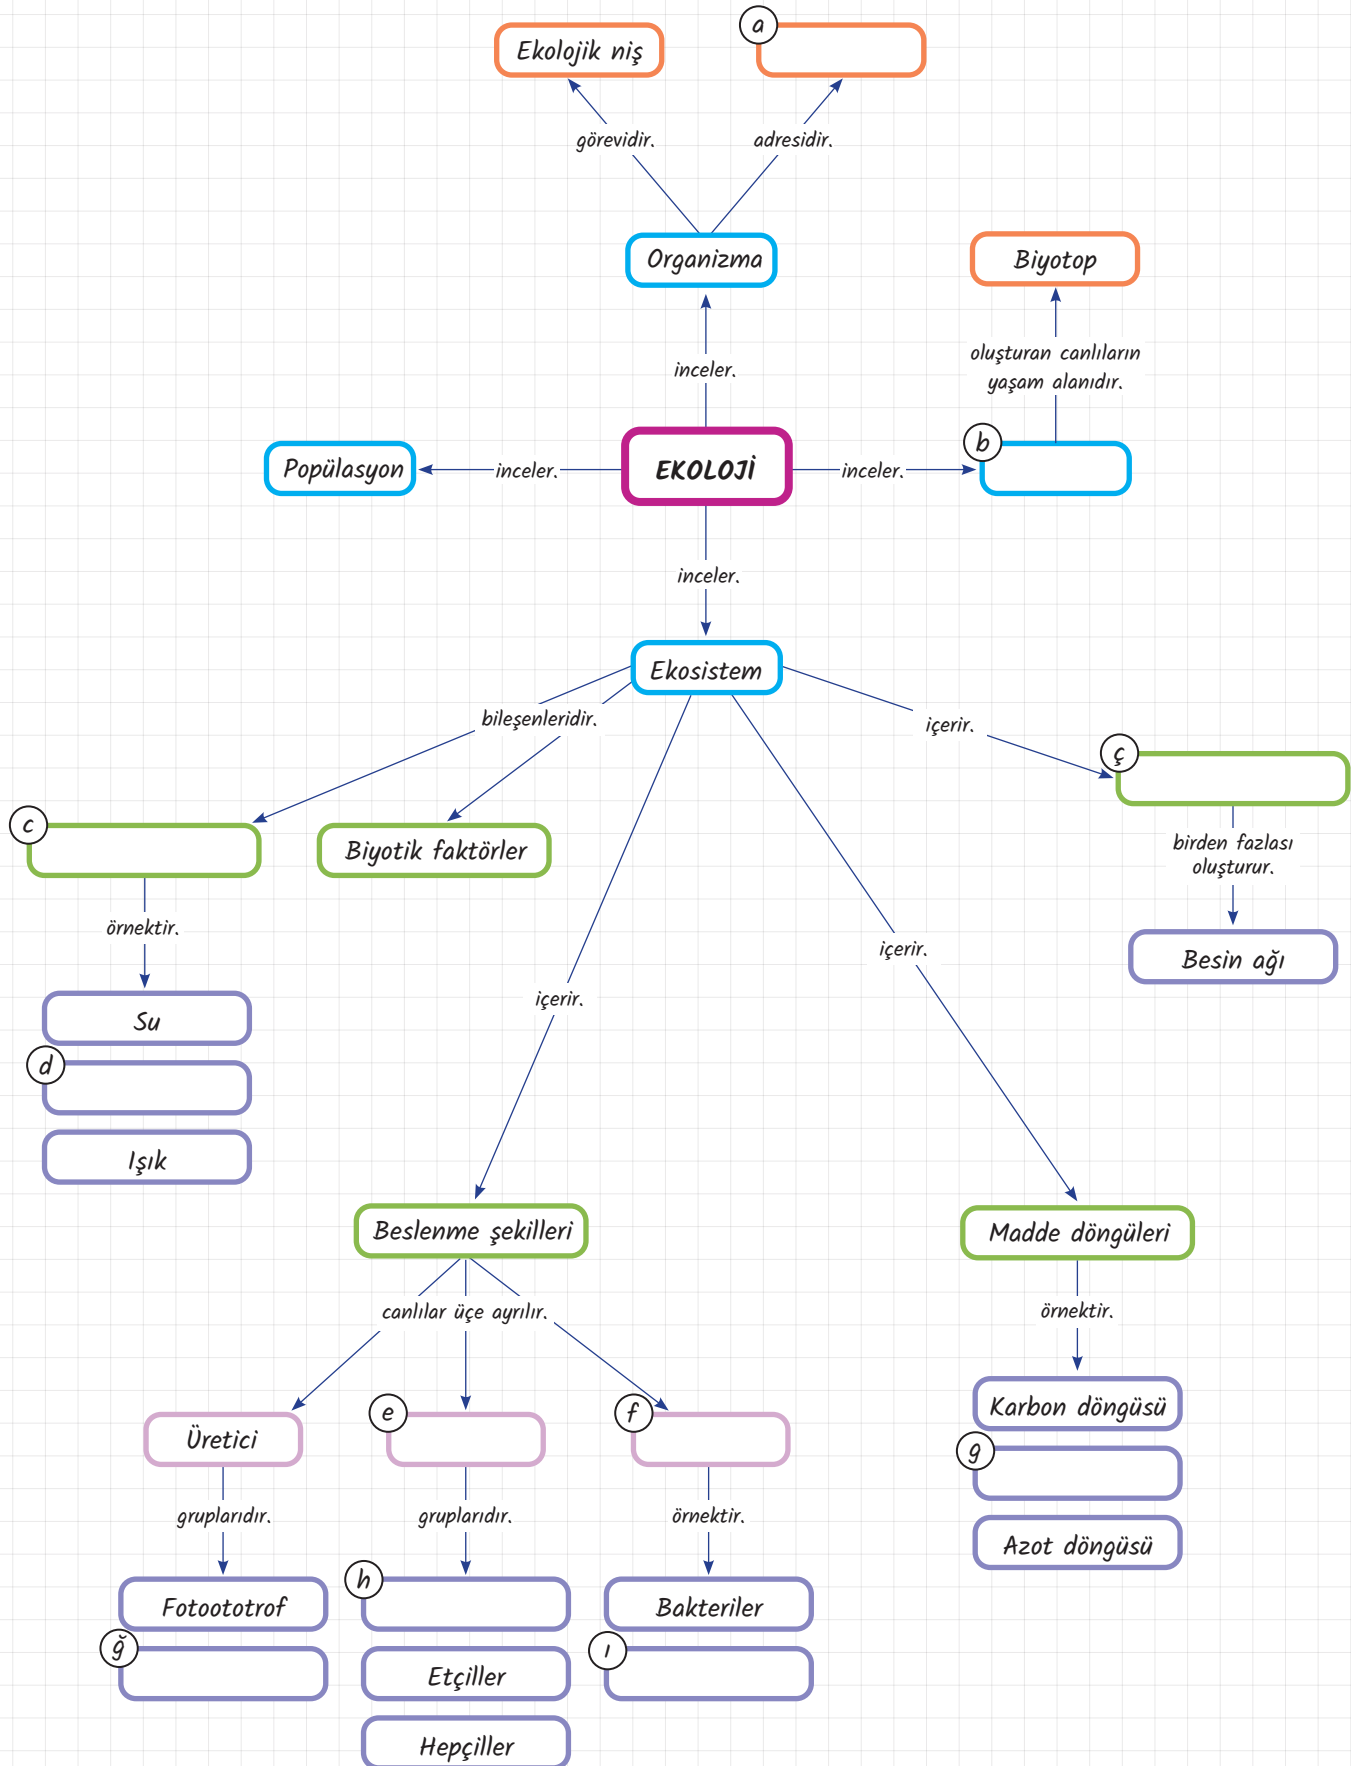 Ekolojik niş
a
görevidir.
adresidir.
Organizma
Biyotop
inceler.
oluşturan canlıların
yaşam alanıdır.
Popülasyon
inceler.
EKOLOJİ
inceler.
b
inceler.
Ekosistem
bileşenleridir.
içerir.
c
Biyotik faktörler
ç
birden fazlası
oluşturur.
örnektir.
Besin ağı
içerir.
içerir.
Su
d
Işık
Beslenme şekilleri
Madde döngüleri
canlılar üçe ayrılır.
örnektir.
Üretici
e
f
Karbon döngüsü
g
Azot döngüsü
gruplarıdır.
gruplarıdır.
örnektir.
Fotoototrof
h
Bakteriler
ğ
Etçiller
ı
Hepçiller